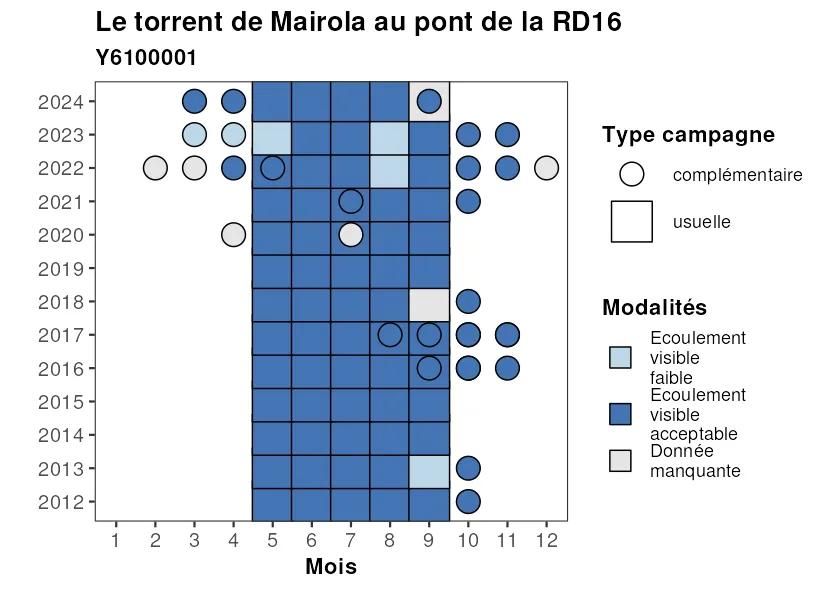 Le torrent de Mairola au pont de la RD16
Y6100001
2024
2023
2022
2021
2020
2019
2018
2017
2016
2015
2014
2013
2012
1 2 3 4 5 6 7 8 9 10 11 12
Mois
Type campagne
complémentaire
usuelle
Modalités
Ecoulement
visible
faible
Ecoulement
visible
acceptable
Donnée
manquante